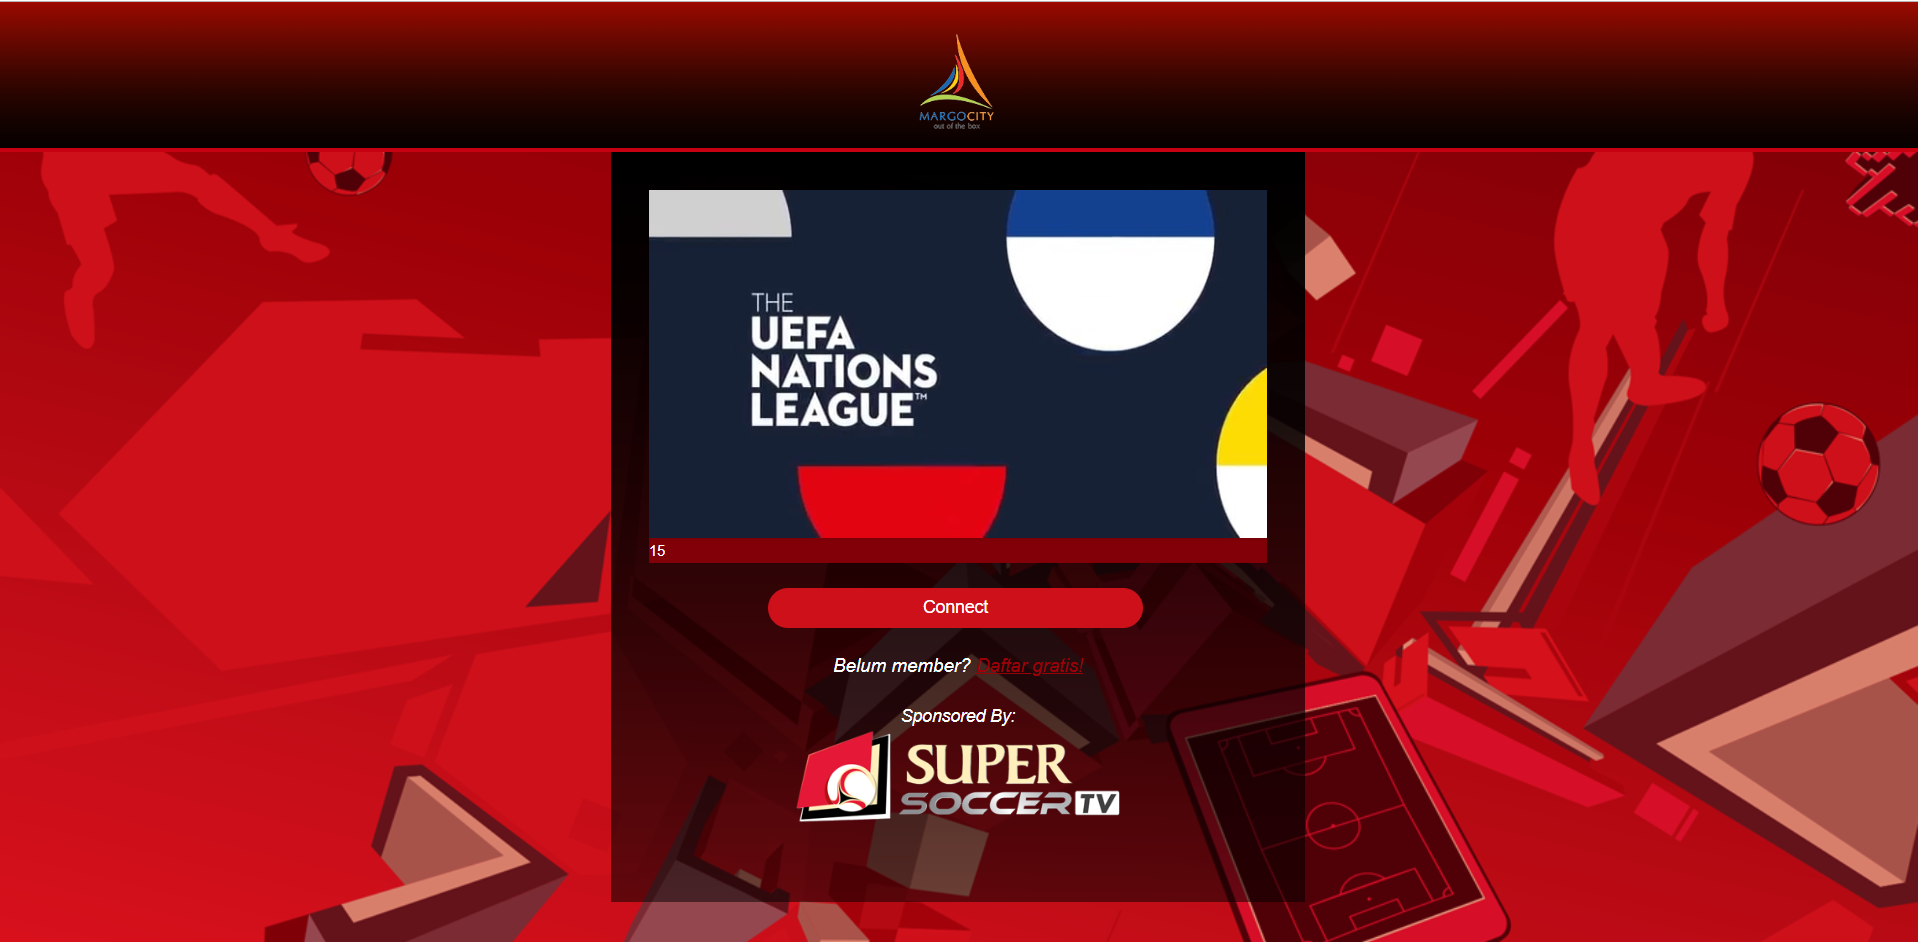 MARGOCITY
out of the box
THE
UEFA
NATIONS
LEAGUE™
15
Connect
Belum member? Daftar gratis!
Sponsored By:
SUPER
SOCCER TV